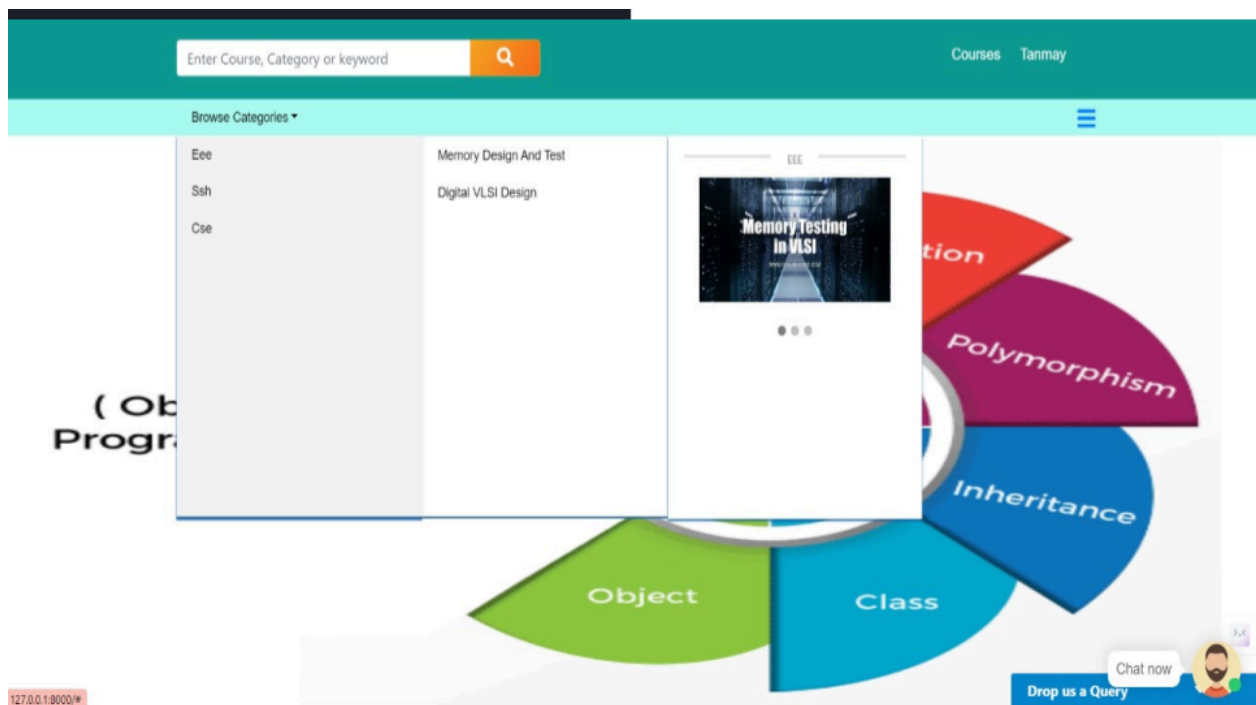 Enter Course, Category or keyword
Courses Tanmay
Browse Categories
Eee
Ssh
Cse
Memory Design And Test
Digital VLSI Design
EEE
Memory Testing
in VLSI
tion
Polymorphism
Inheritance
Class
Object
( Ob
Progr
Chat now
Drop us a Query
127.0.0.1:8000/#